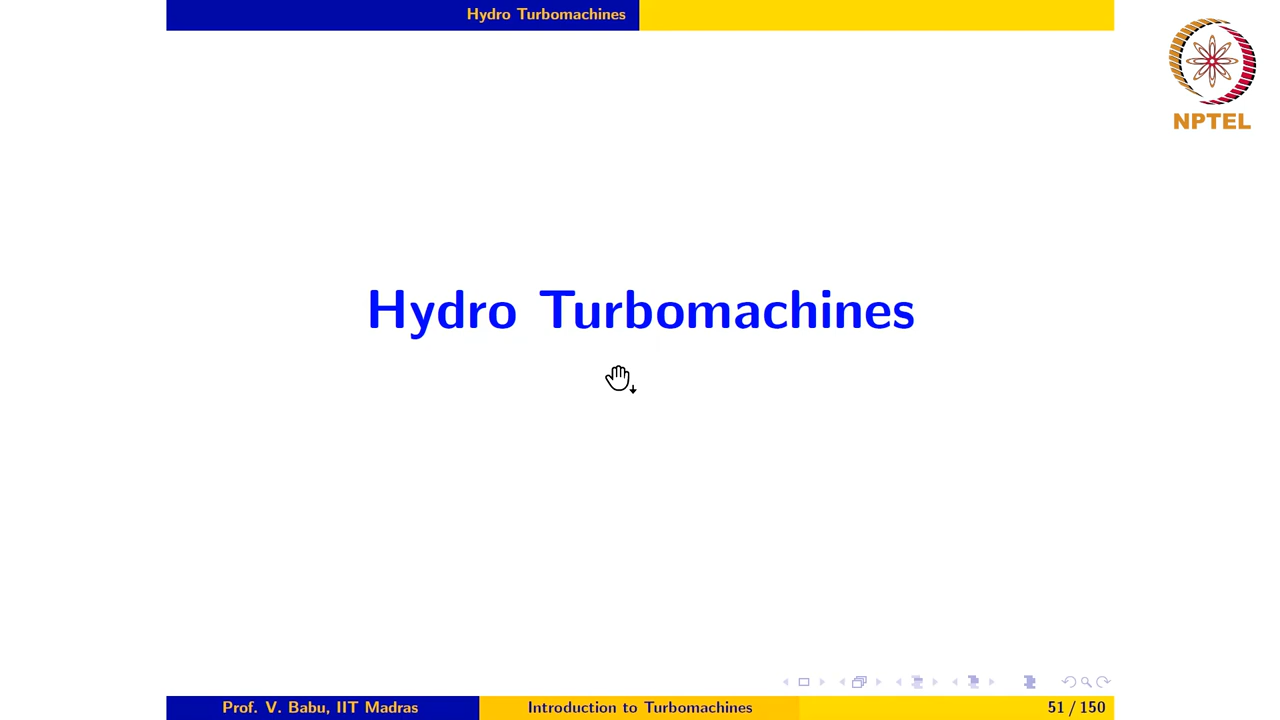 Hydro Turbomachines
NPTEL
Hydro Turbomachines
Prof. V. Babu, IIT Madras
Introduction to Turbomachines
51 / 150